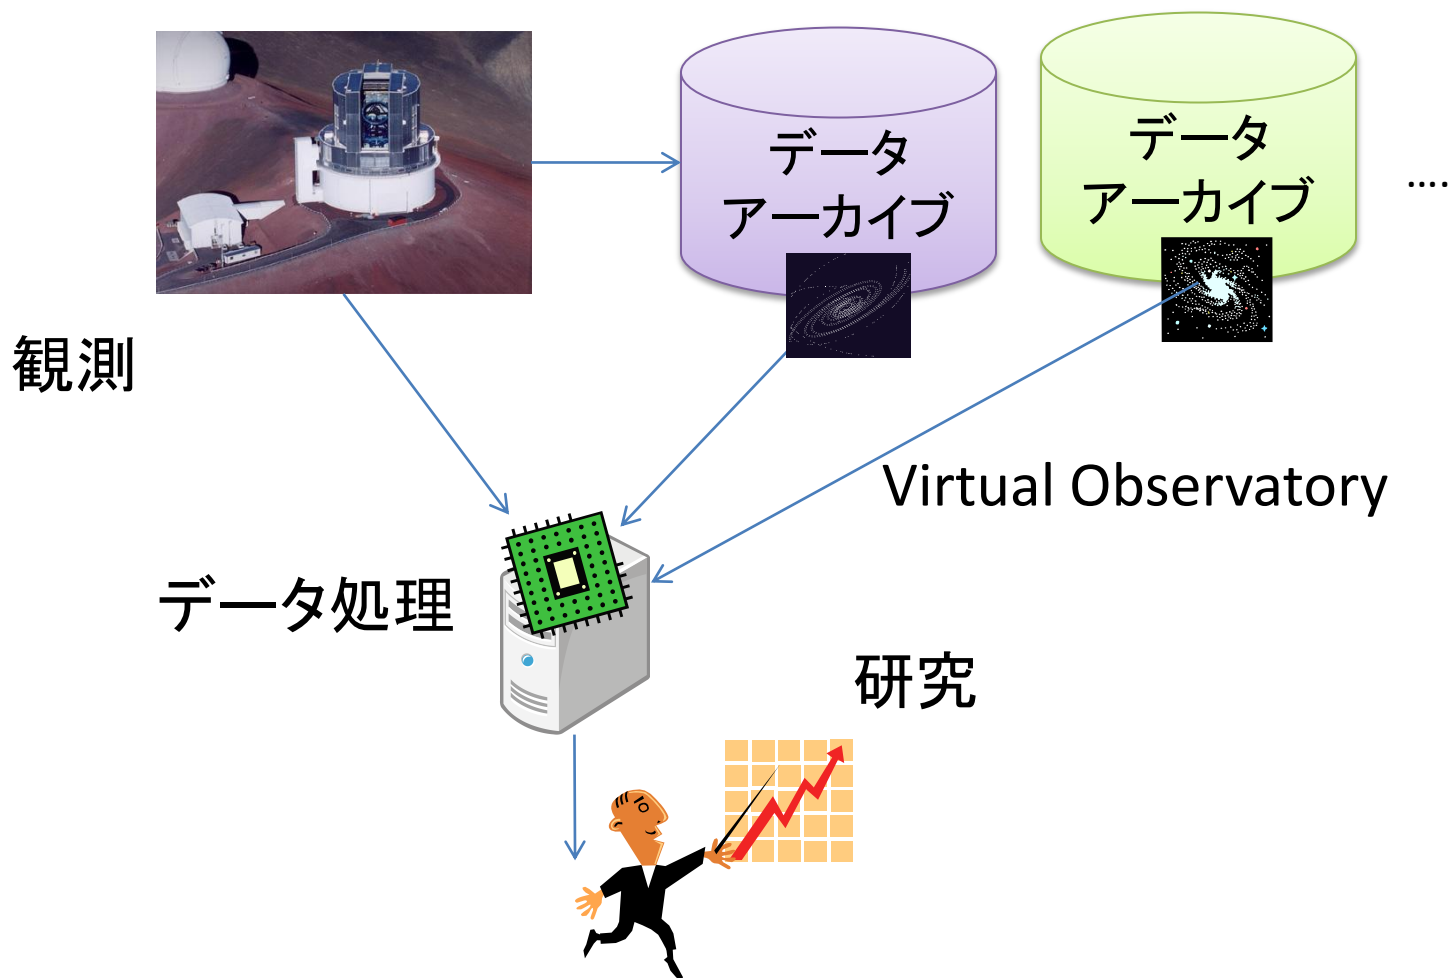 データ
アーカイブ
データ
アーカイブ
....
観測
Virtual Observatory
データ処理
研究